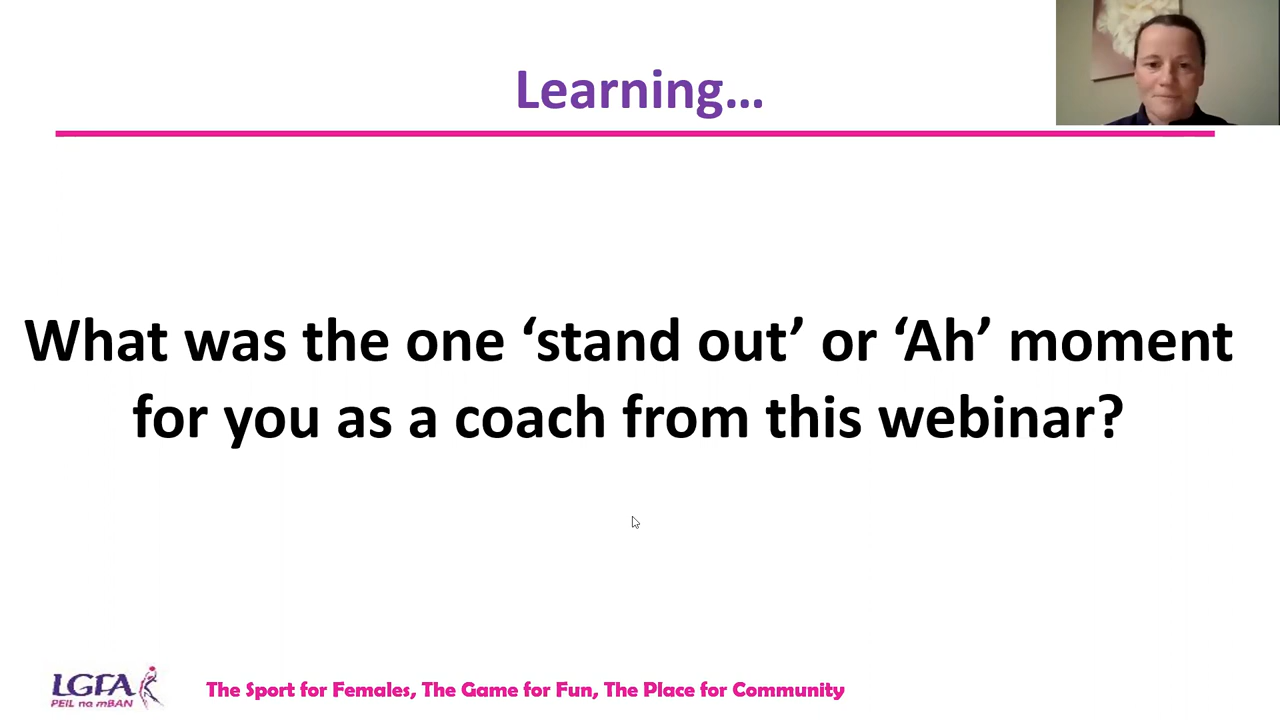 Learning…
What was the one ‘stand out’ or ‘Ah’ moment
for you as a coach from this webinar?
LGFA
PEIL na mBAN
The Sport for Females, The Game for Fun, The Place for Community